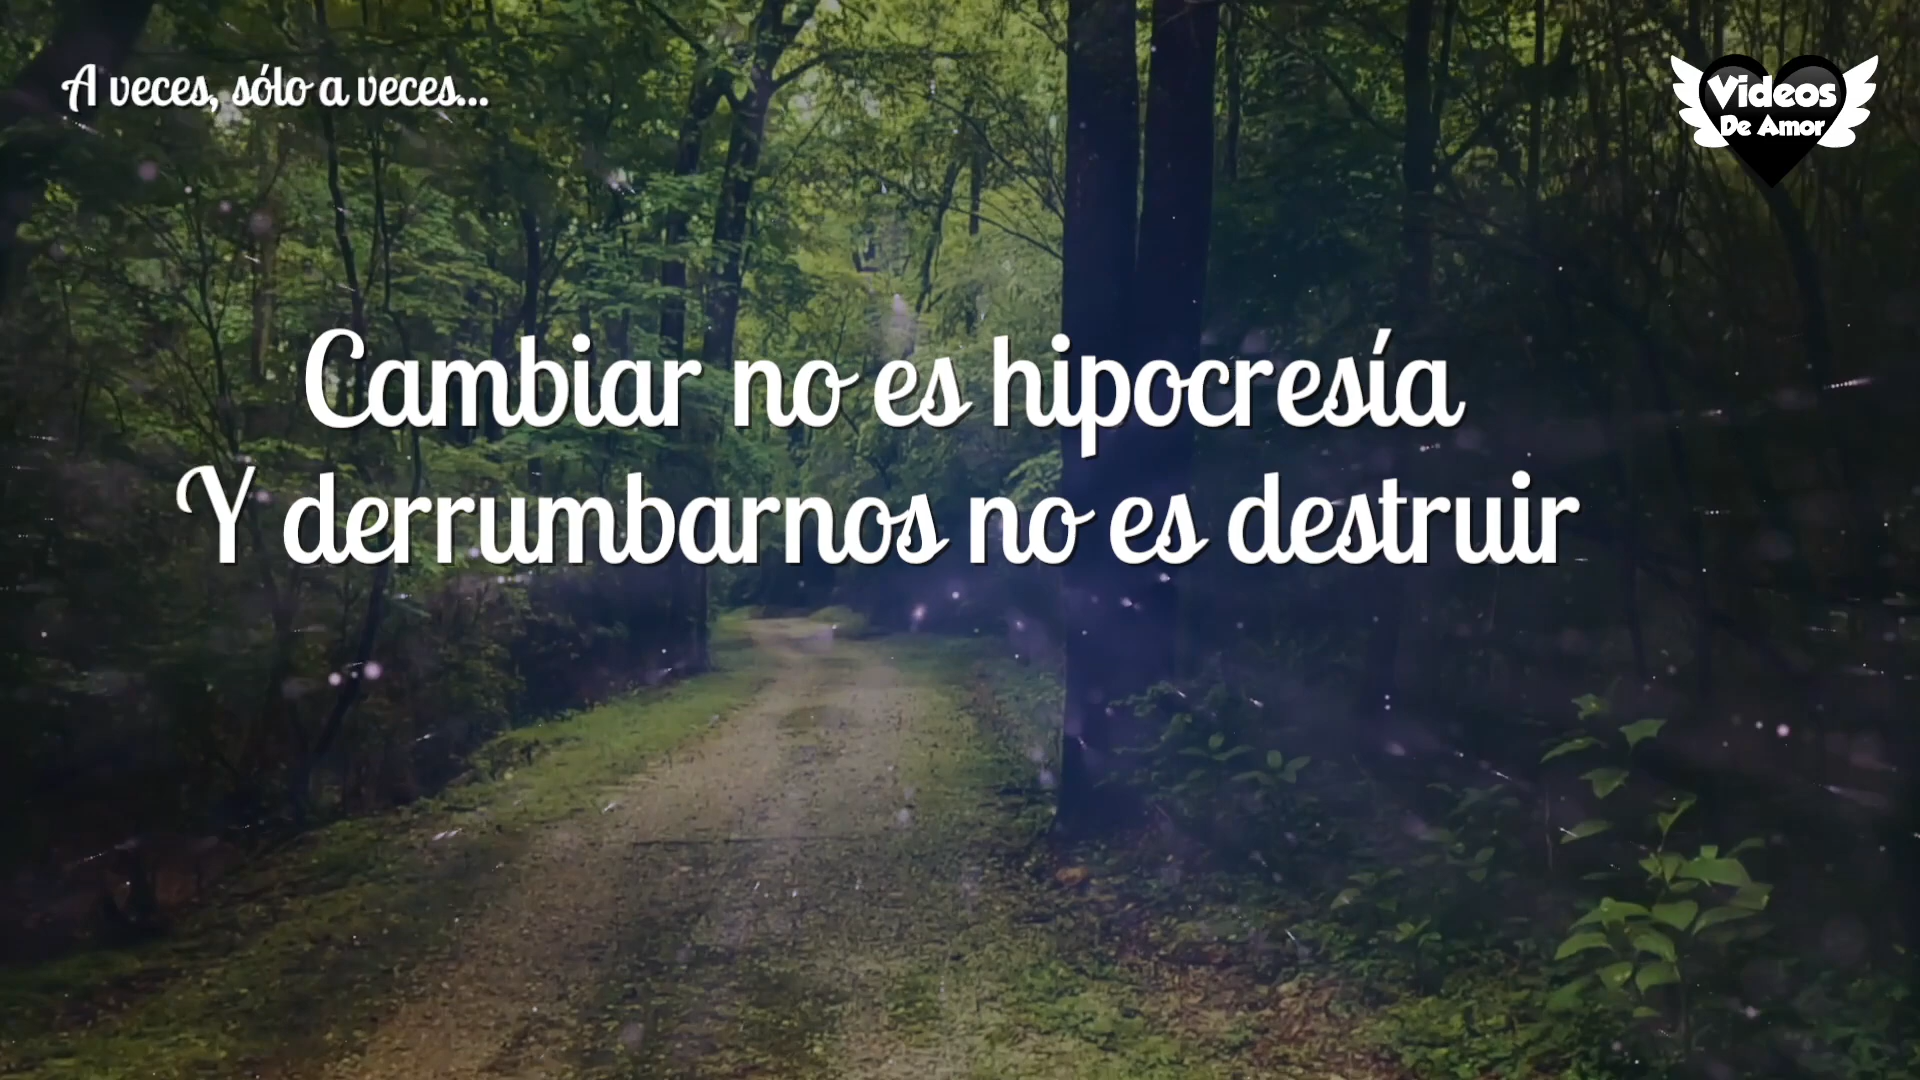 A veces, sólo a veces...
Videos
De Amor
Cambiar no es hipocresía
Y derrumbarnos no es destruir